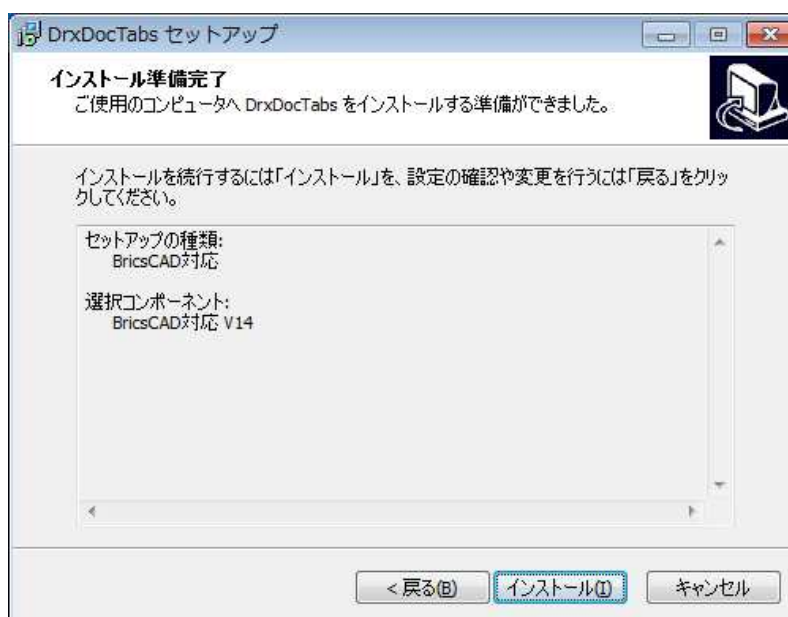 DrxDocTabs セットアップ
インストール準備完了
ご使用のコンピュータへ DrxDocTabs をインストールする準備ができました。
インストールを続行するには「インストール」を、設定の確認や変更を行うには「戻る」をクリッ
クしてください。
セットアップの種類:
BricsCAD対応
選択コンポーネント:
BricsCAD対応 V14
< 戻る(B)
インストール(I)
キャンセル